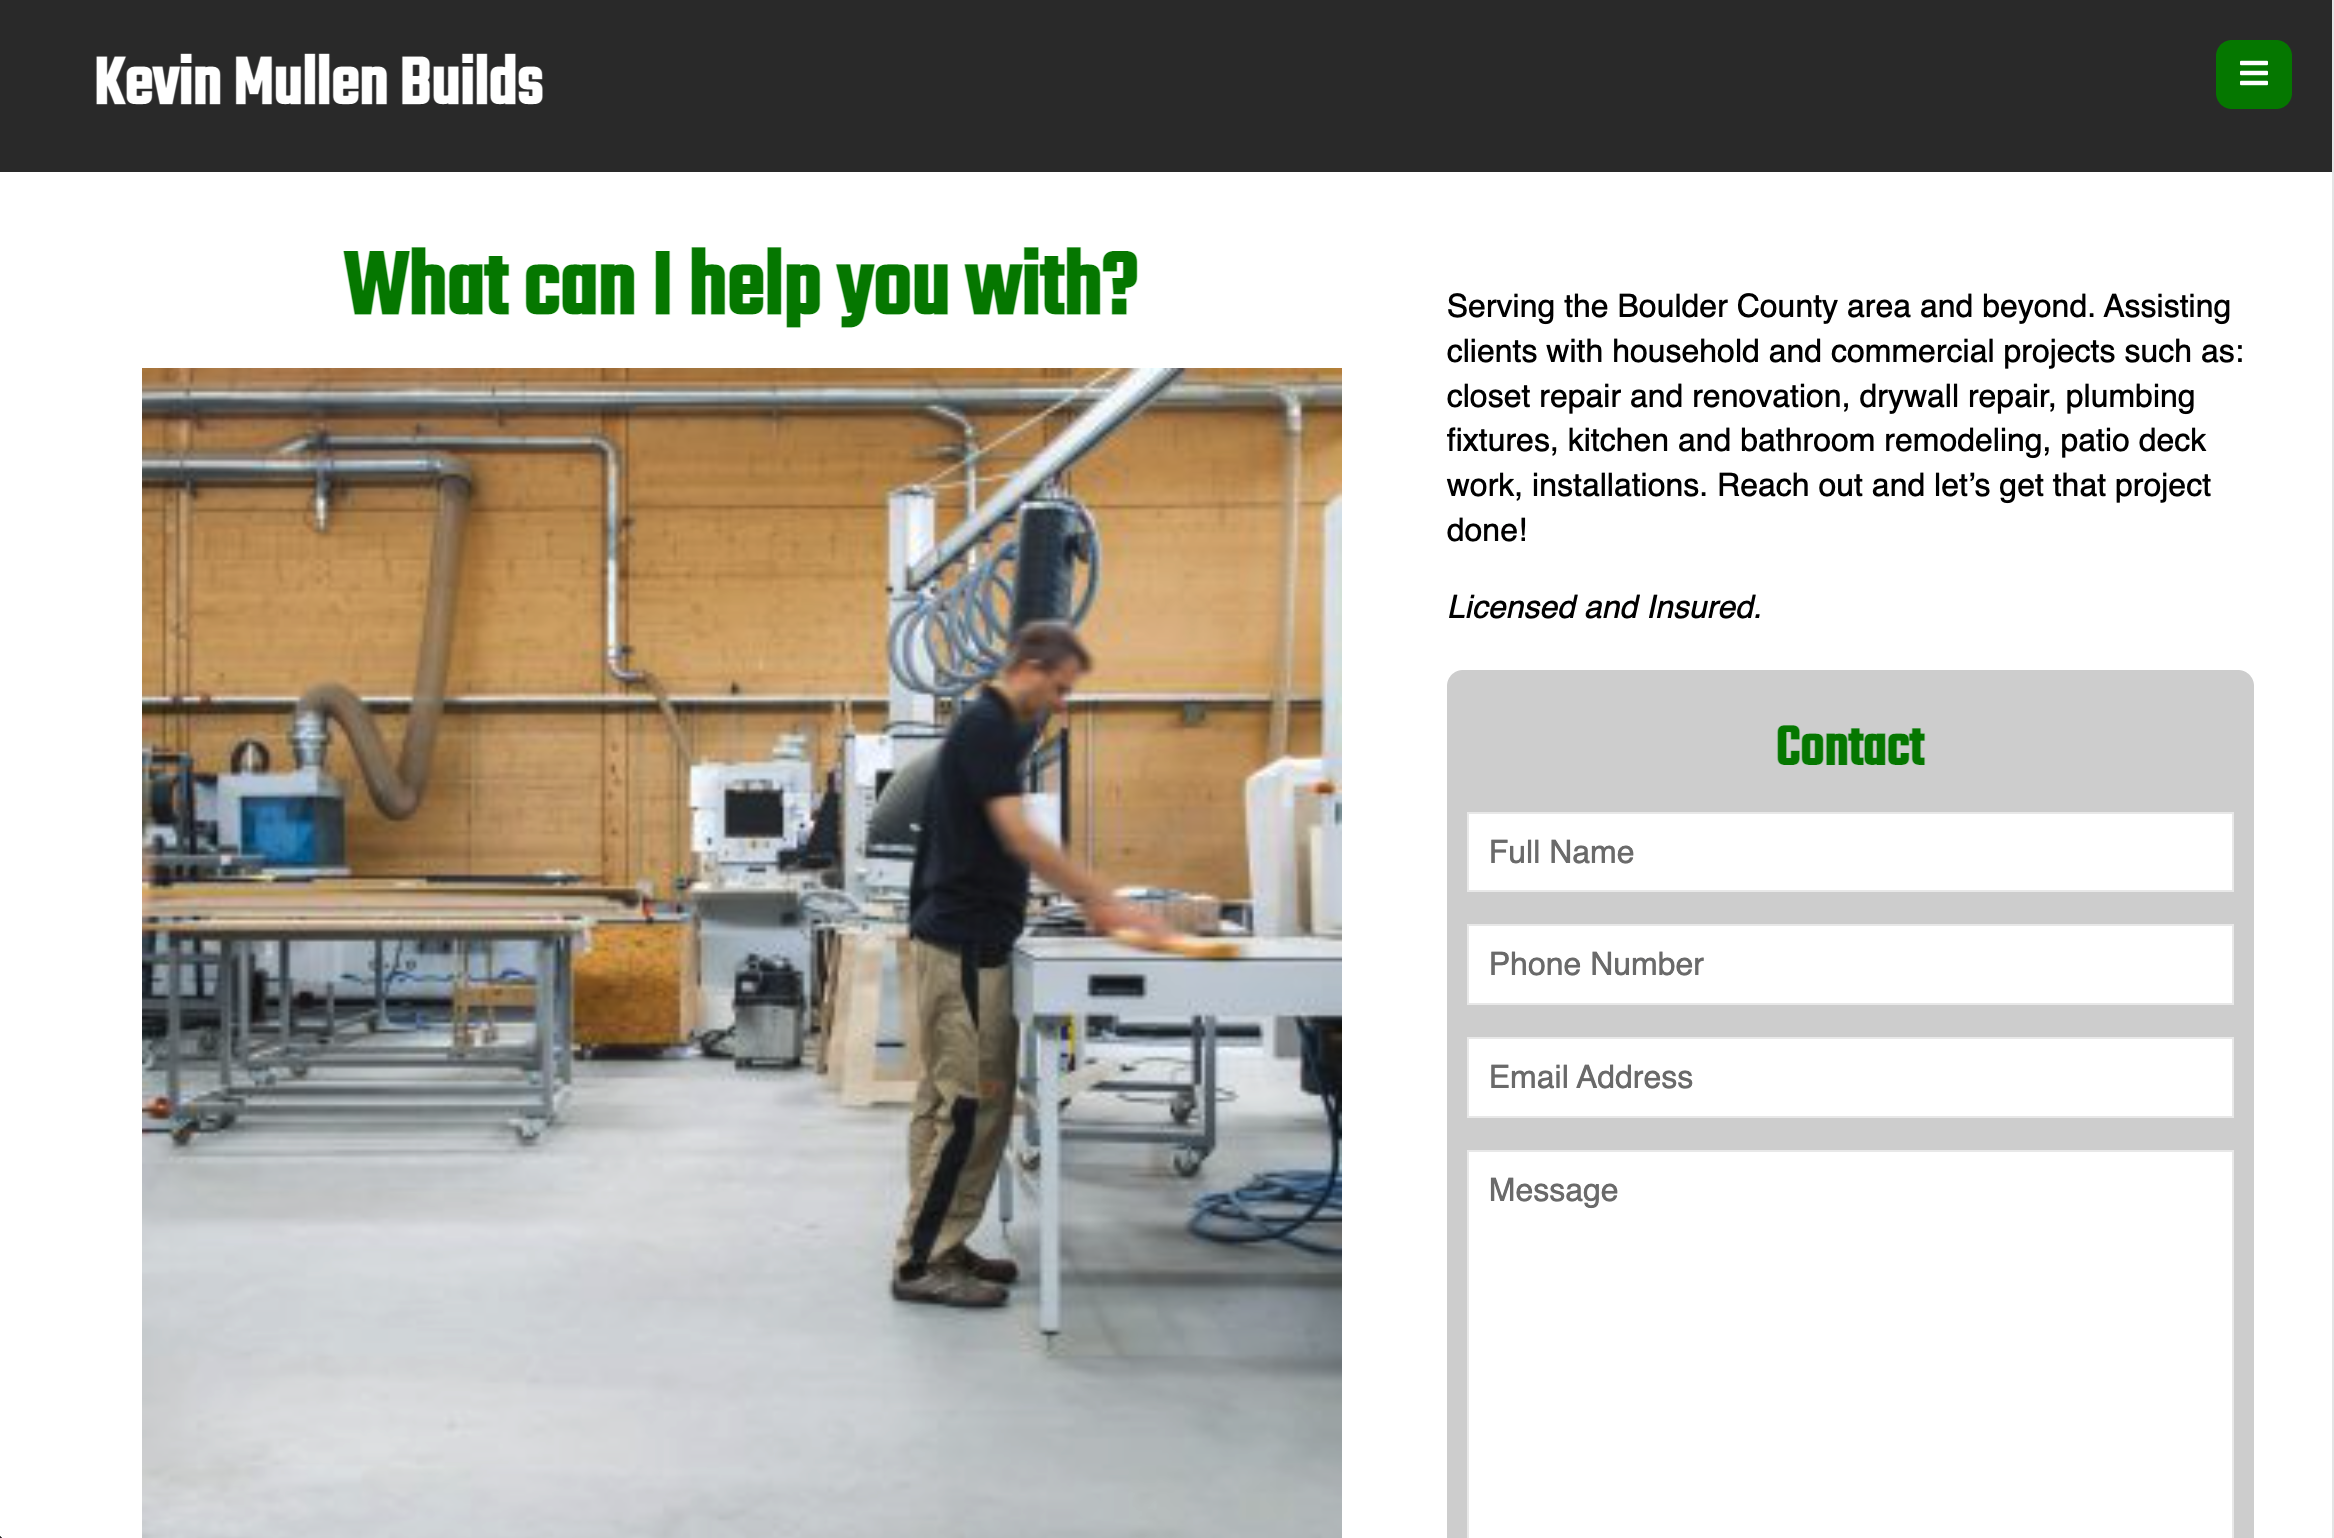 Kevin Mullen Builds
What can I help you with?
Serving the Boulder County area and beyond. Assisting
clients with household and commercial projects such as:
closet repair and renovation, drywall repair, plumbing
fixtures, kitchen and bathroom remodeling, patio deck
work, installations. Reach out and let’s get that project
done!
Licensed and Insured.
Contact
Full Name
Phone Number
Email Address
Message